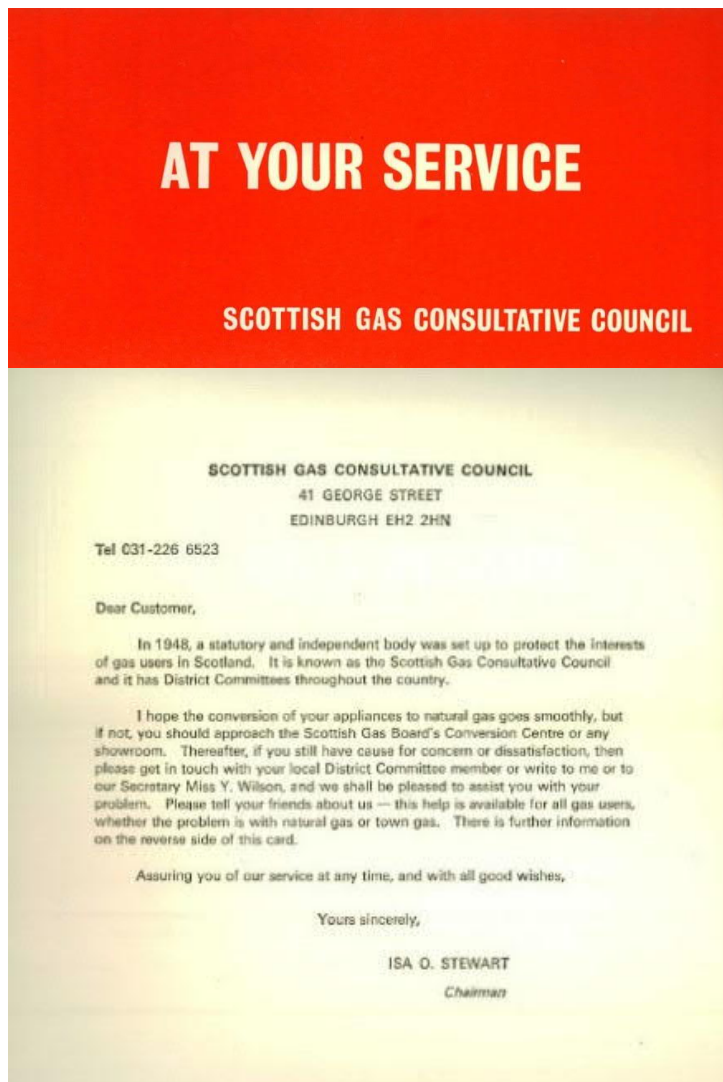 AT YOUR SERVICE
SCOTTISH GAS CONSULTATIVE COUNCIL
SCOTTISH GAS CONSULTATIVE COUNCIL
41 GEORGE STREET
EDINBURGH EH2 2HN
Tel 031-226 6523
Dear Customer,
In 1948, a statutory and independent body was set up to protect the interests
of gas users in Scotland. It is known as the Scottish Gas Consultative Council
and it has District Committees throughout the country.
I hope the conversion of your appliances to natural gas goes smoothly, but
if not, you should approach the Scottish Gas Board's Conversion Centre or any
showroom. Thereafter, if you still have cause for concern or dissatisfaction, then
please get in touch with your local District Committee member or write to me or to
our Secretary Miss Y. Wilson, and we shall be pleased to assist you with your
problem. Please tell your friends about us — this help is available for all gas users,
whether the problem is with natural gas or town gas. There is further information
on the reverse side of this card.
Assuring you of our service at any time, and with all good wishes,
Yours sincerely,
ISA O. STEWART
Chairman